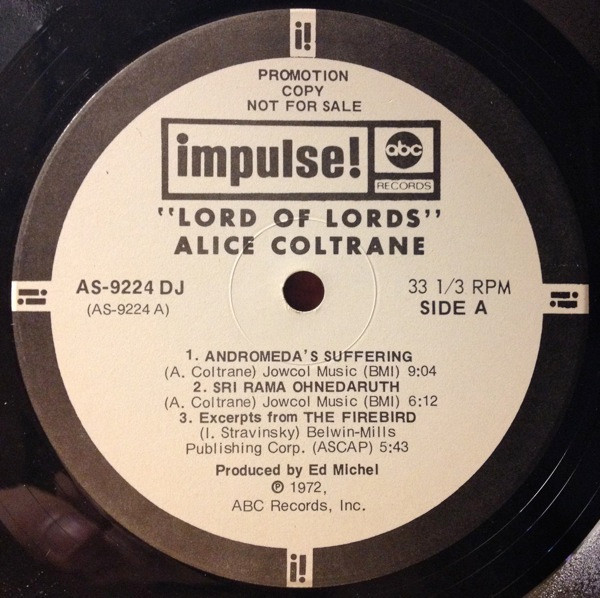 i!
PROMOTION
COPY
NOT FOR SALE
impulse! abc
RECORDS
"LORD OF LORDS"
ALICE COLTRANE
AS-9224 DJ 33 1/3 RPM
i! (AS-9224 A) SIDE A i!
1. ANDROMEDA'S SUFFERING
(A. Coltrane) Jowcol Music (BMI) 9:04
2. SRI RAMA OHNEDARUTH
(A. Coltrane) Jowcol Music (BMI) 6:12
3. Excerpts from THE FIREBIRD
(I. Stravinsky) Belwin-Mills
Publishing Corp. (ASCAP) 5:43
Produced by Ed Michel
℗ 1972,
ABC Records, Inc.
i!